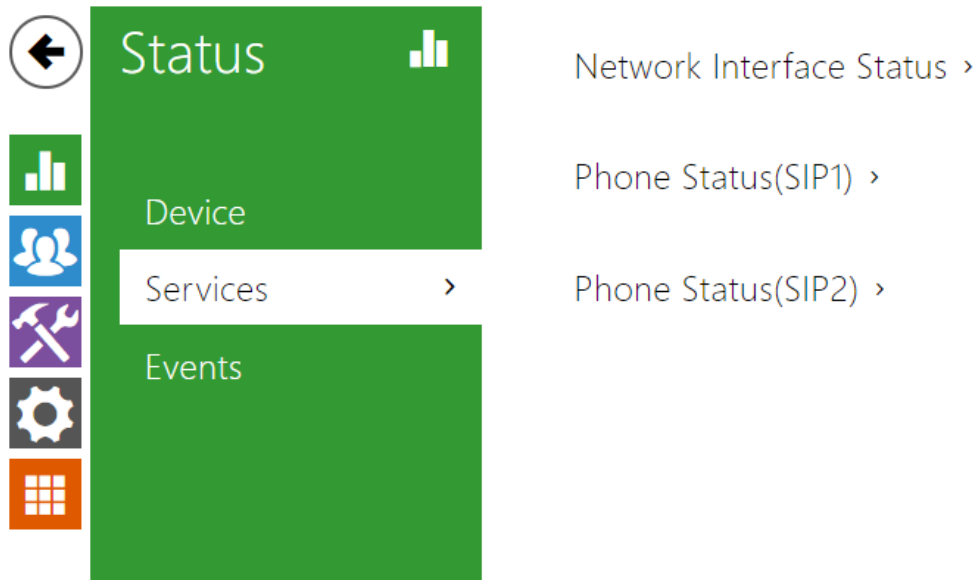 Status
Device
Services
Events
Network Interface Status
Phone Status(SIP1)
Phone Status(SIP2)